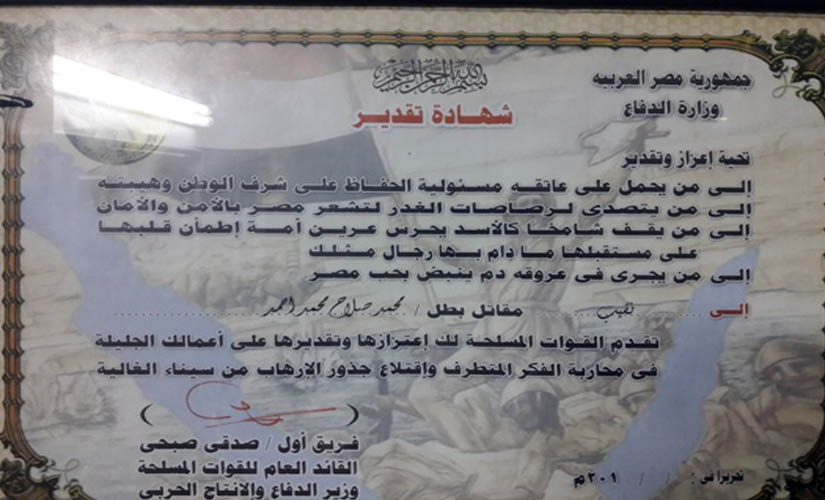 بسم الله الرحمن الرحيم
جمهورية مصر العربيه
وزارة الدفاع
شهادة تقدير
تحية إعزاز وتقدير
إلى من يحمل على عاتقه مسئولية الحفاظ على شرف الوطن وهيبته
إلى من يتصدى لرصاصات الغدر لتشعر مصر بالأمن والأمان
إلى من يقف شامخا كالأسد يحرس عرين أمة إطمأن قلبها
على مستقبلها ما دام بها رجال مثلك
إلى من يجرى فى عروقه دم ينبض بحب مصر
إلى ........ نقيب ........ مقاتل بطل / محمد صلاح محمد احمد
تقدم القوات المسلحة لك إعتزازها وتقديرها على أعمالك الجليلة
فى محاربة الفكر المتطرف وإقتلاع جذور الإرهاب من سيناء الغالية
( )
فريق أول / صدقى صبحى
القائد العام للقوات المسلحة
وزير الدفاع والانتاج الحربى
تحريرا فى : / / ٢٠١م